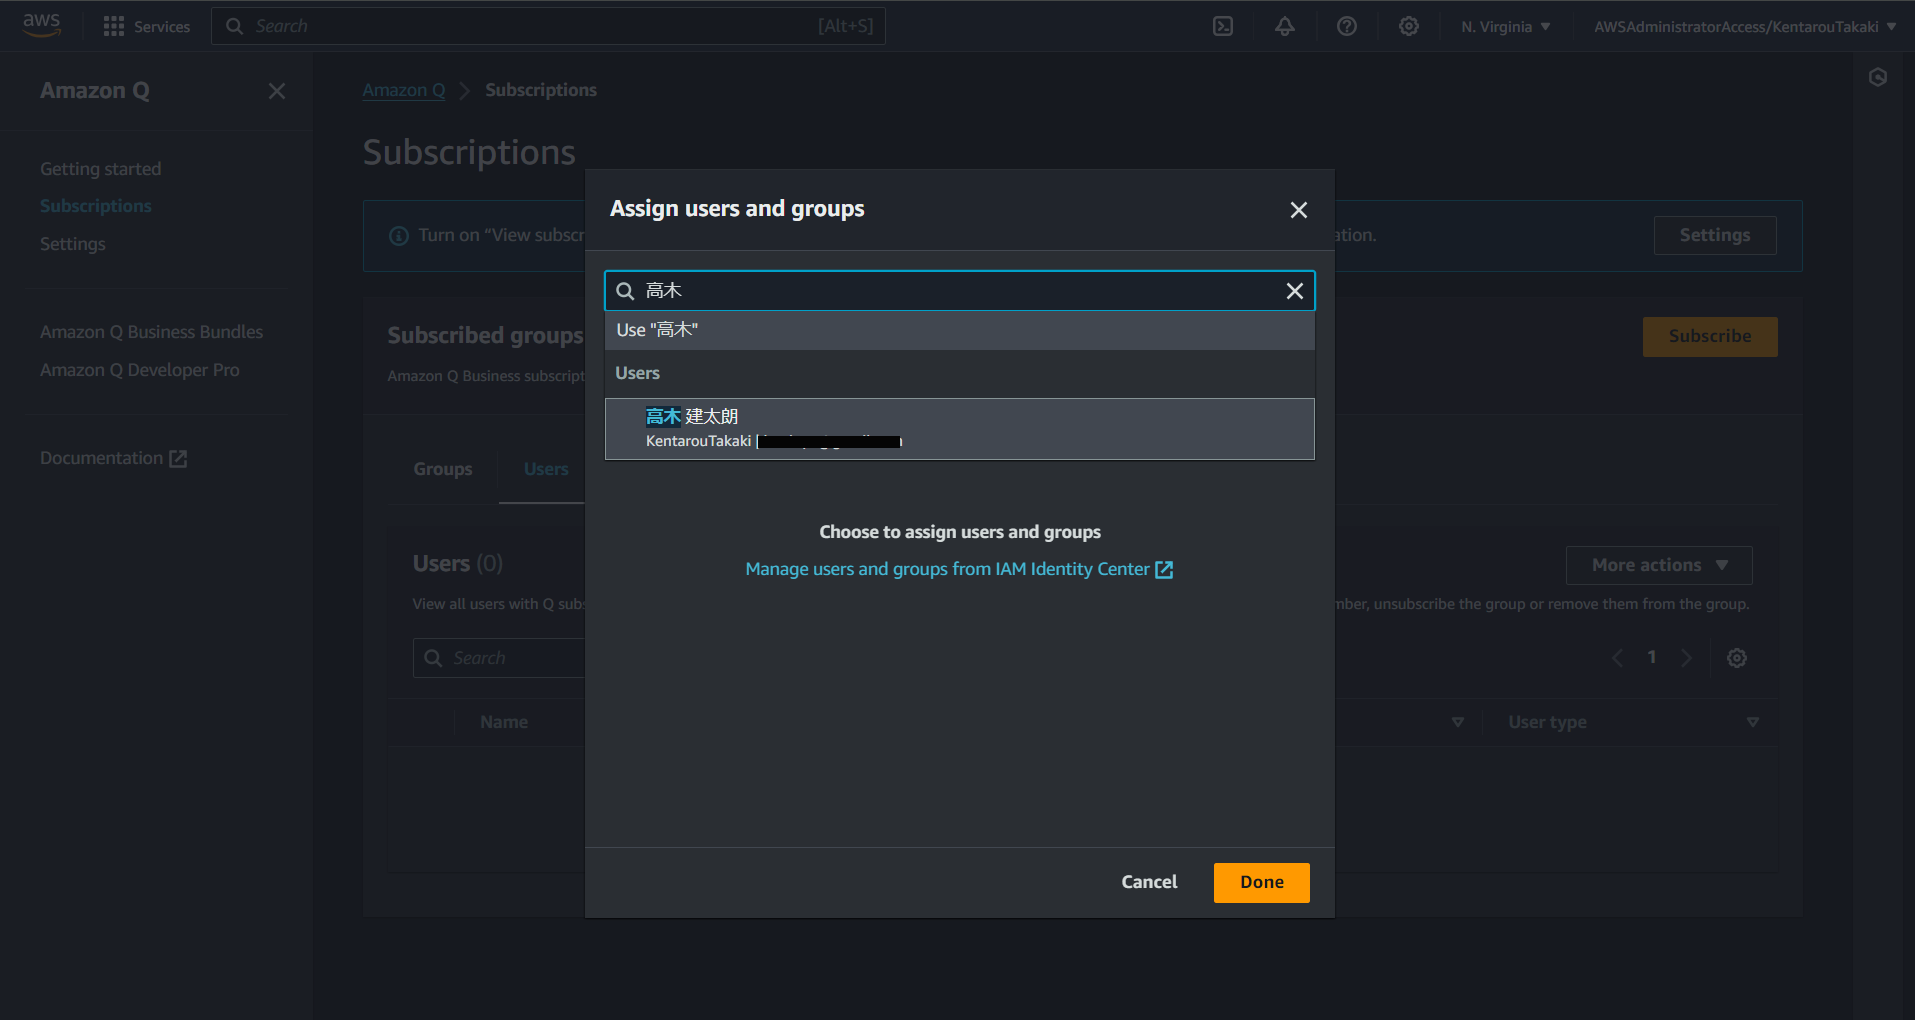 aws
Services
Search
[Alt+S]
N. Virginia
AWSAdministratorAccess/KentarouTakaki
Amazon Q
Getting started
Subscriptions
Settings
Amazon Q Business Bundles
Amazon Q Developer Pro
Documentation
Amazon Q
Subscriptions
Subscriptions
Turn on “View subscr
ation.
Settings
Subscribed groups
Amazon Q Business subscript
Subscribe
Groups
Users
Users (0)
View all users with Q subs
mber, unsubscribe the group or remove them from the group.
More actions
Search
1
Name
User type
Assign users and groups
高木
Use "高木"
Users
高木 建太朗
KentarouTakaki
Choose to assign users and groups
Manage users and groups from IAM Identity Center
Cancel
Done